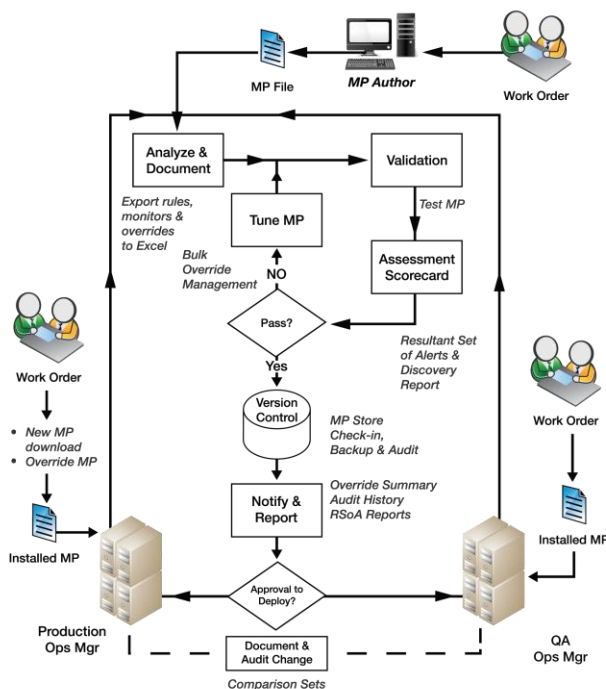 MP File
MP Author
Work Order
Analyze &
Document
Validation
Export rules,
monitors &
overrides
to Excel
Tune MP
Test MP
Assessment
Scorecard
Bulk
Override
Management
NO
Pass?
Resultant Set
of Alerts &
Discovery
Report
Yes
Work Order
• New MP
download
• Override MP
Installed MP
Version
Control
MP Store
Check-in,
Backup & Audit
Work Order
Installed MP
Notify &
Report
Override Summary
Audit History
RSoA Reports
Approval to
Deploy?
Production
Ops Mgr
QA
Ops Mgr
Document &
Audit Change
Comparison Sets